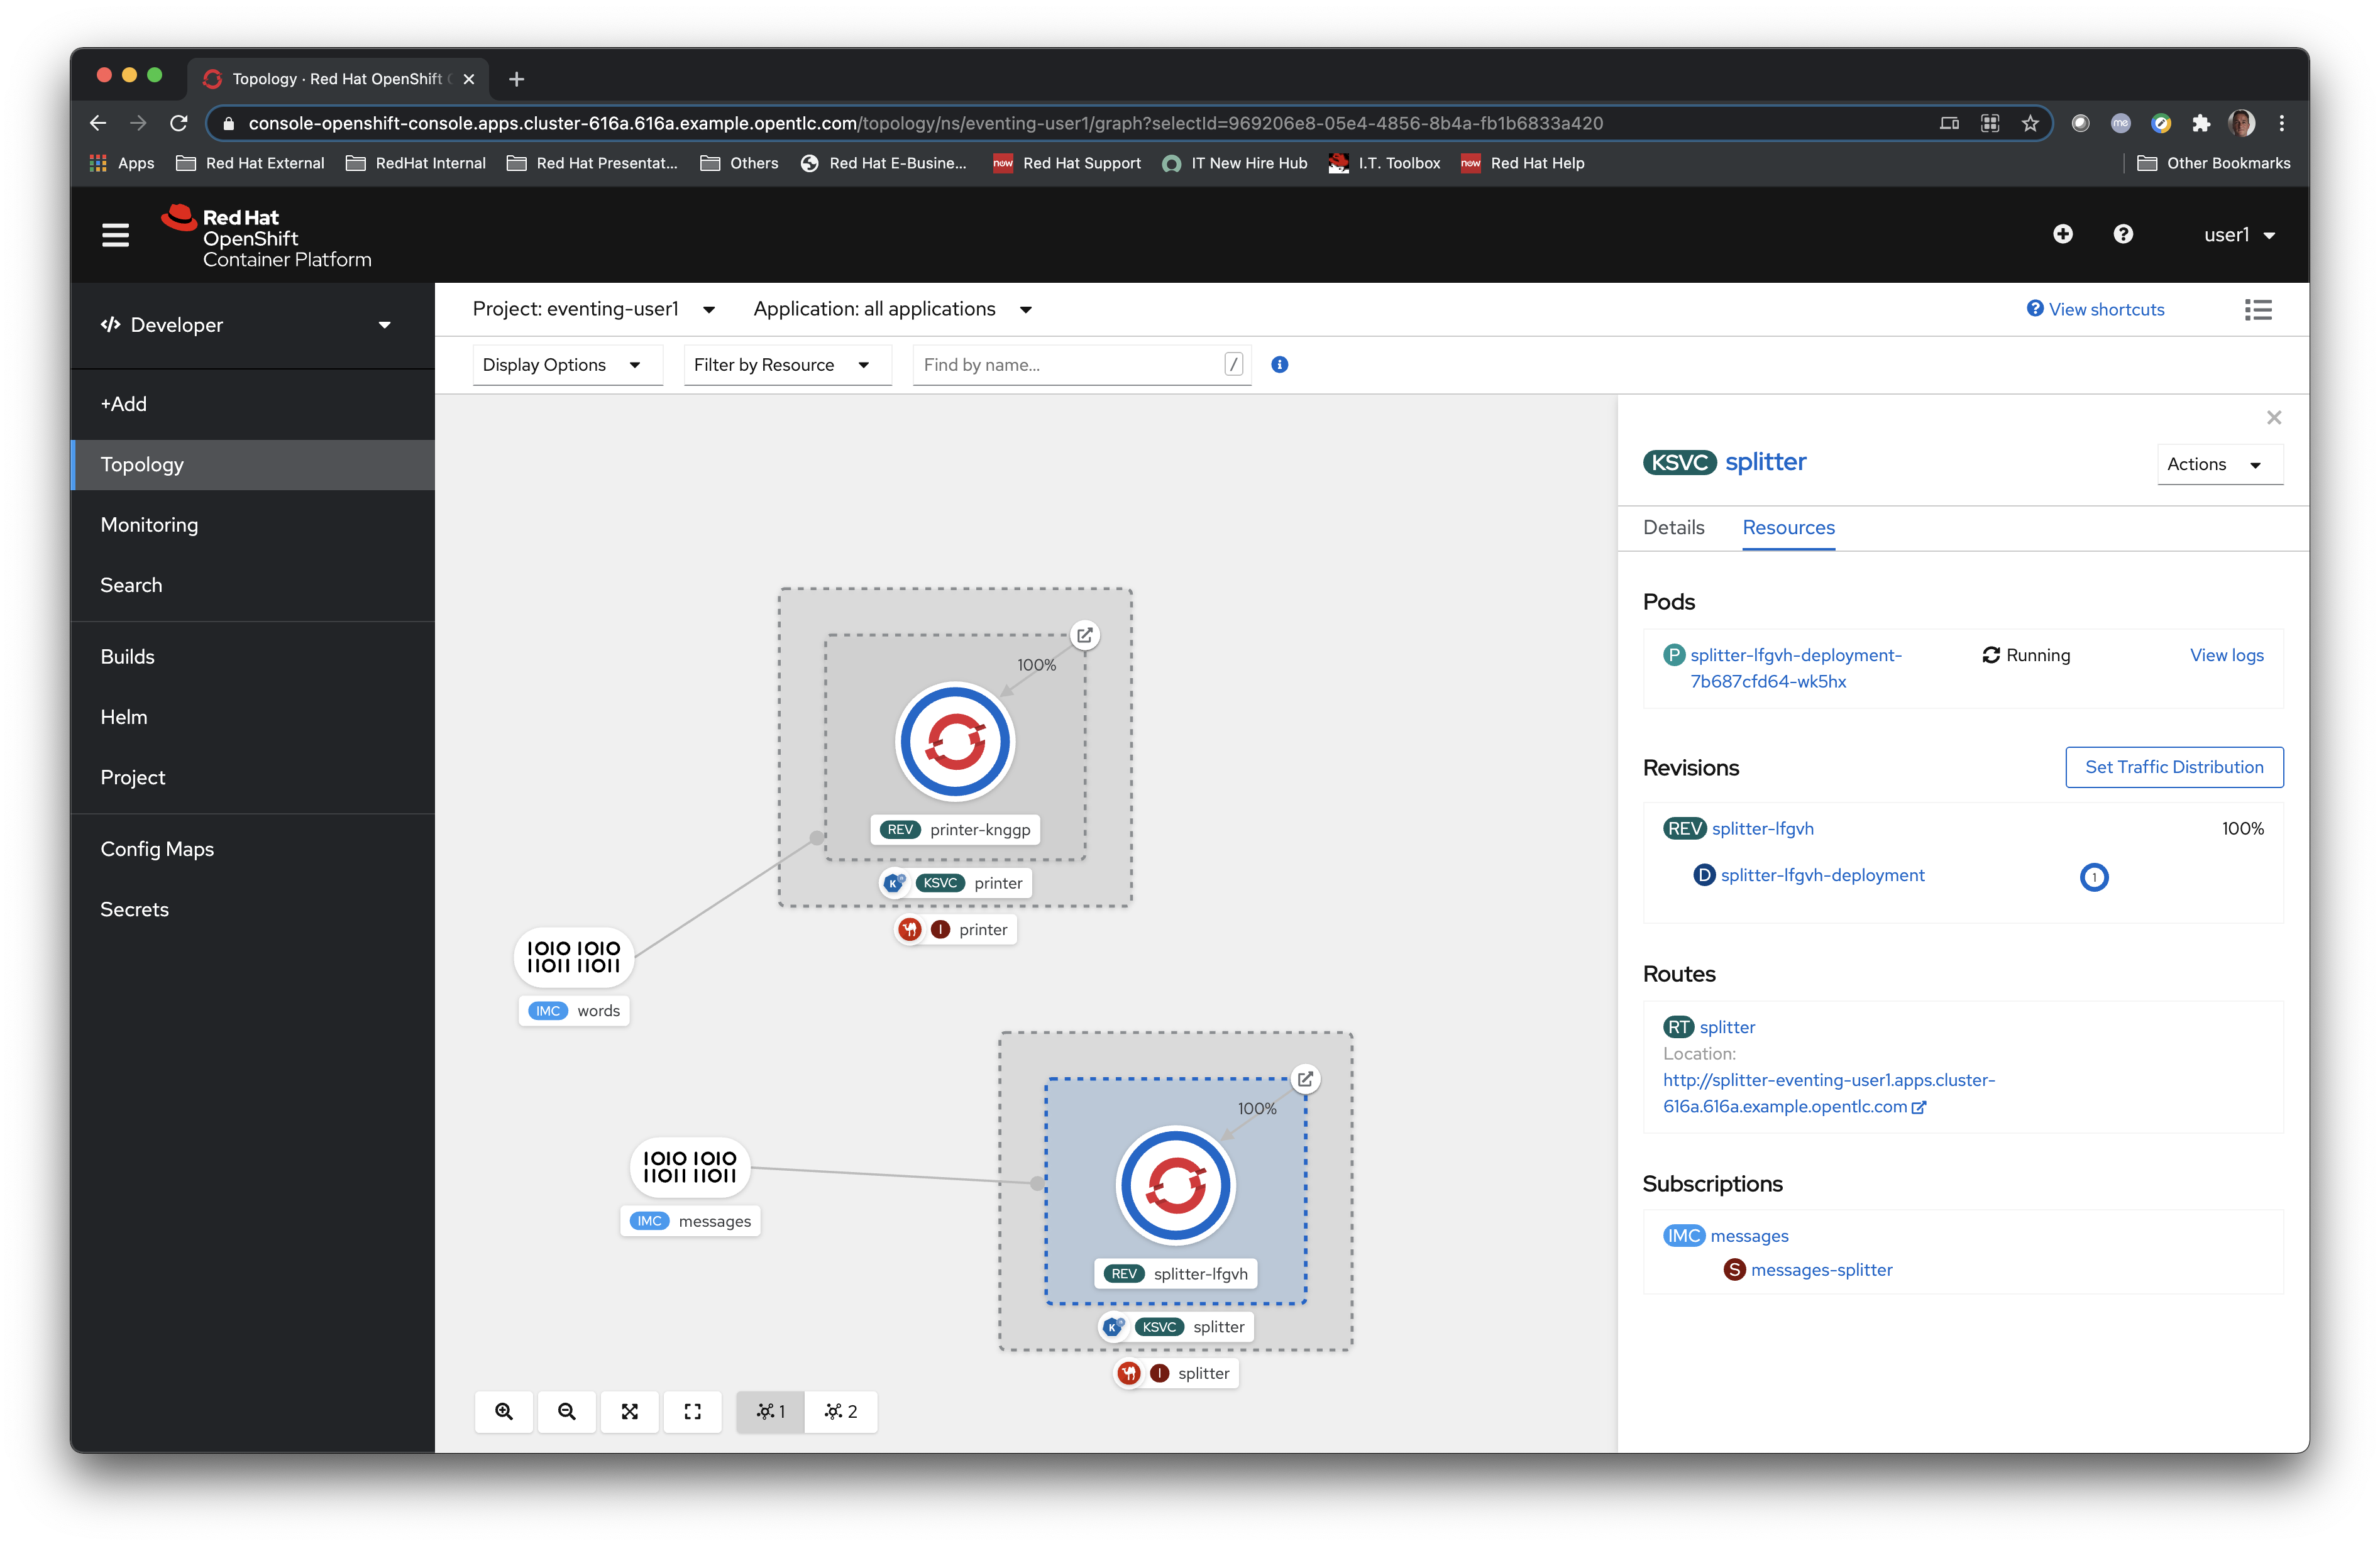 Topology · Red Hat OpenShift
console-openshift-console.apps.cluster-616a.616a.example.opentlc.com/topology/ns/eventing-user1/graph?selectId=969206e8-05e4-4856-8b4a-fb1b6833a420
me
Apps Red Hat External RedHat Internal Red Hat Presentat... Others Red Hat E-Busine... now Red Hat Support IT New Hire Hub I.T. Toolbox now Red Hat Help Other Bookmarks
Red Hat
OpenShift
Container Platform
user1
Developer
+Add
Topology
Monitoring
Search
Builds
Helm
Project
Config Maps
Secrets
Project: eventing-user1 Application: all applications View shortcuts
Display Options Filter by Resource Find by name... /
100%
REV printer-knggp
K KSVC printer
I printer
1010 1010
11011 11011
IMC words
1010 1010
11011 11011
IMC messages
100%
REV splitter-lfgvh
K KSVC splitter
I splitter
1 2
KSVC splitter
Actions
Details Resources
Pods
P splitter-lfgvh-deployment-
7b687cfd64-wk5hx
Running View logs
Revisions Set Traffic Distribution
REV splitter-lfgvh 100%
D splitter-lfgvh-deployment 1
Routes
RT splitter
Location:
http://splitter-eventing-user1.apps.cluster-
616a.616a.example.opentlc.com
Subscriptions
IMC messages
S messages-splitter